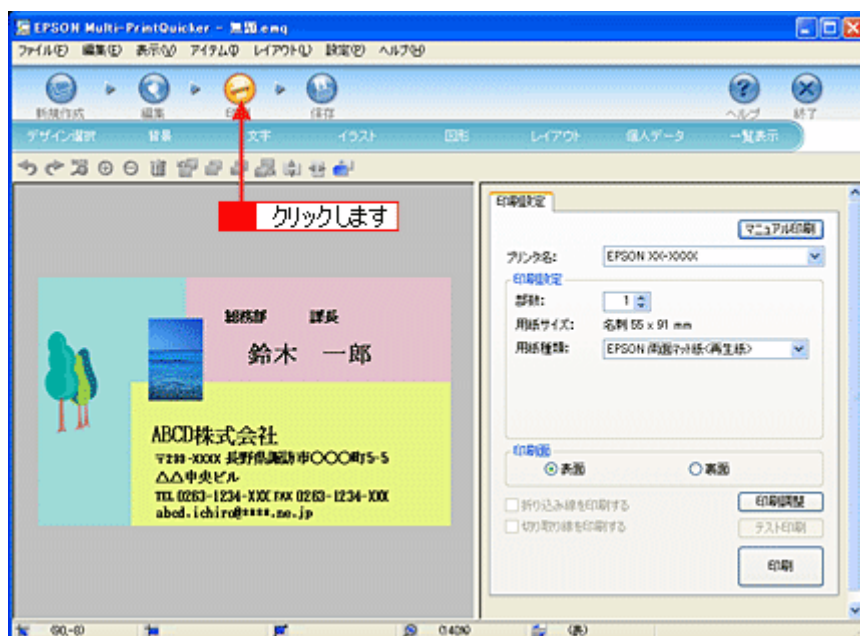 EPSON Multi-PrintQuicker - 無題.emq
ファイル(F) 編集(E) 表示(V) アイテム(I) レイアウト(L) 設定(P) ヘルプ(H)
新規作成 編集 保存 ヘルプ 終了
デザイン選択 背景 文字 イラスト 図形 レイアウト 個人データ 一覧表示
クリックします
総務部 課長
鈴木 一郎
ABCD株式会社
〒299-XXXX 長野県諏訪市〇〇〇町5-5
△△中央ビル
TEL 0263-1234-XXX FAX 0263-1234-XXX
abcd.ichiro@****.ne.jp
印刷設定
マニュアル印刷
プリンタ名: EPSON XX-XXXX
印刷設定
部数: 1
用紙サイズ: 名刺 55 x 91 mm
用紙種類: EPSON 両面マット紙<再生紙>
印刷面
表面 裏面
折り込み線を印刷する 印刷調整
切り取り線を印刷する テスト印刷
印刷
(表)